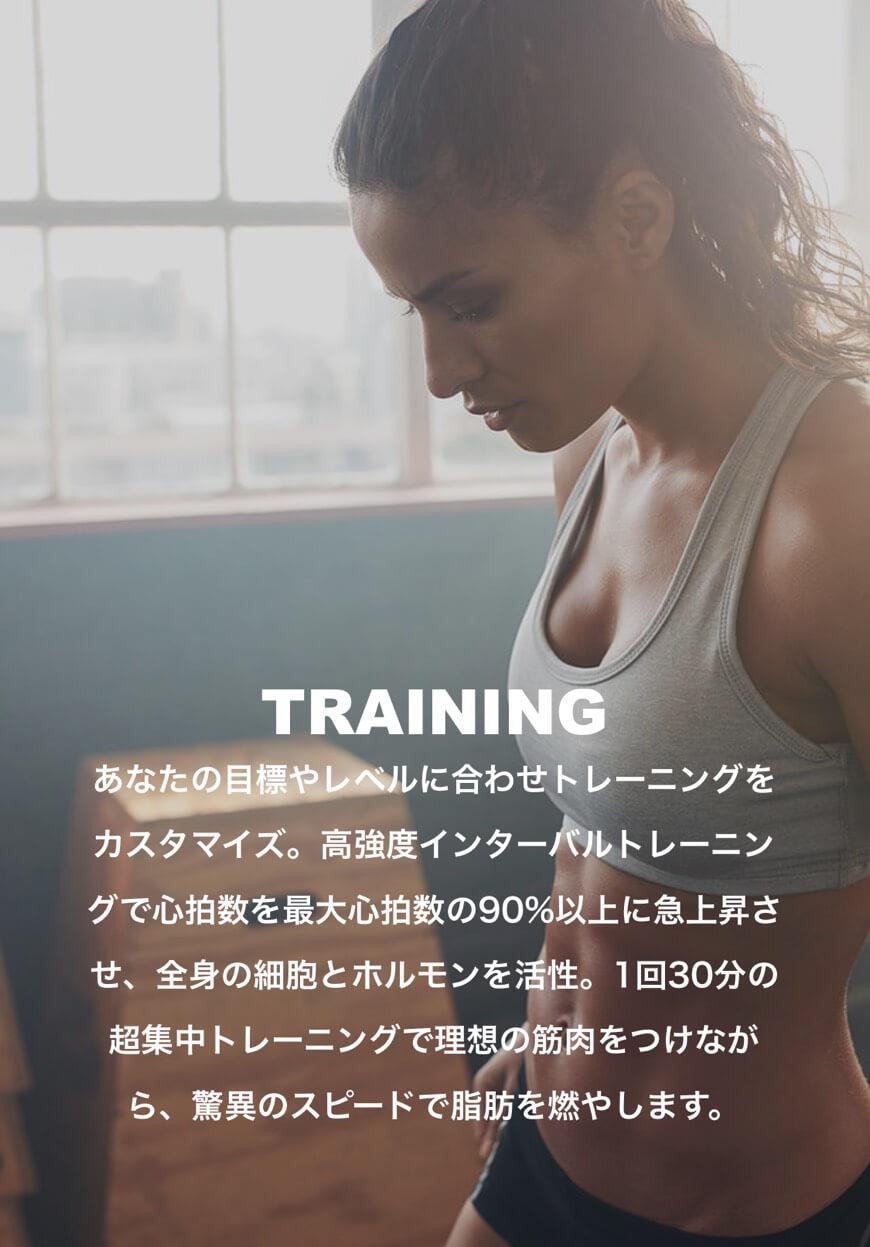 TRAINING
あなたの目標やレベルに合わせトレーニングを
カスタマイズ。高強度インターバルトレーニン
グで心拍数を最大心拍数の90%以上に急上昇さ
せ、全身の細胞とホルモンを活性。1回30分の
超集中トレーニングで理想の筋肉をつけなが
ら、驚異のスピードで脂肪を燃やします。